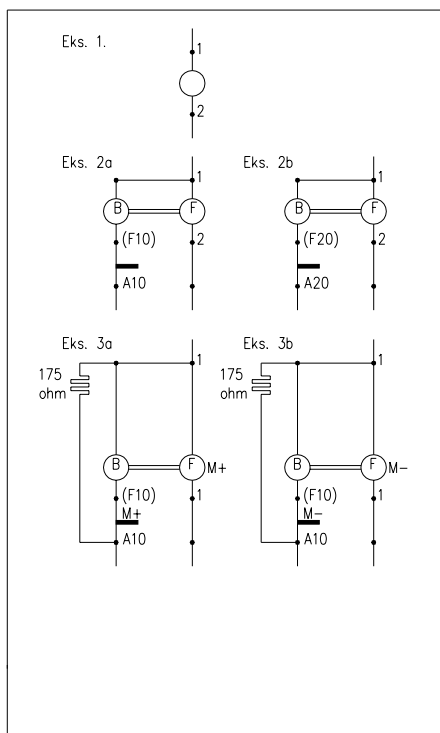 Eks. 1.
1
2
Eks. 2a
Eks. 2b
1
1
B
F
B
F
(F10)
2
(F20)
2
A10
A20
Eks. 3a
Eks. 3b
1
1
175
ohm
175
ohm
B
F
M+
B
F
M-
(F10)
1
(F10)
1
M+
M-
A10
A10